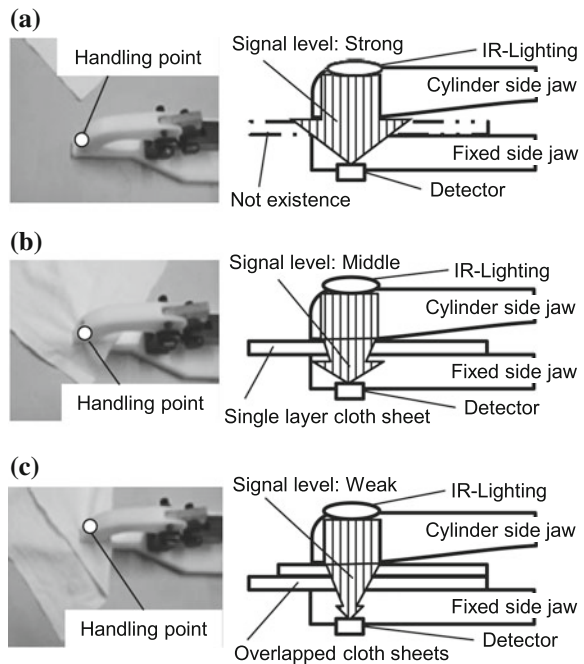 (a)
Handling point
Signal level: Strong
IR-Lighting
Cylinder side jaw
Fixed side jaw
Not existence
Detector
(b)
Signal level: Middle
IR-Lighting
Cylinder side jaw
Fixed side jaw
Handling point
Single layer cloth sheet
Detector
(c)
Signal level: Weak
IR-Lighting
Cylinder side jaw
Fixed side jaw
Handling point
Detector
Overlapped cloth sheets